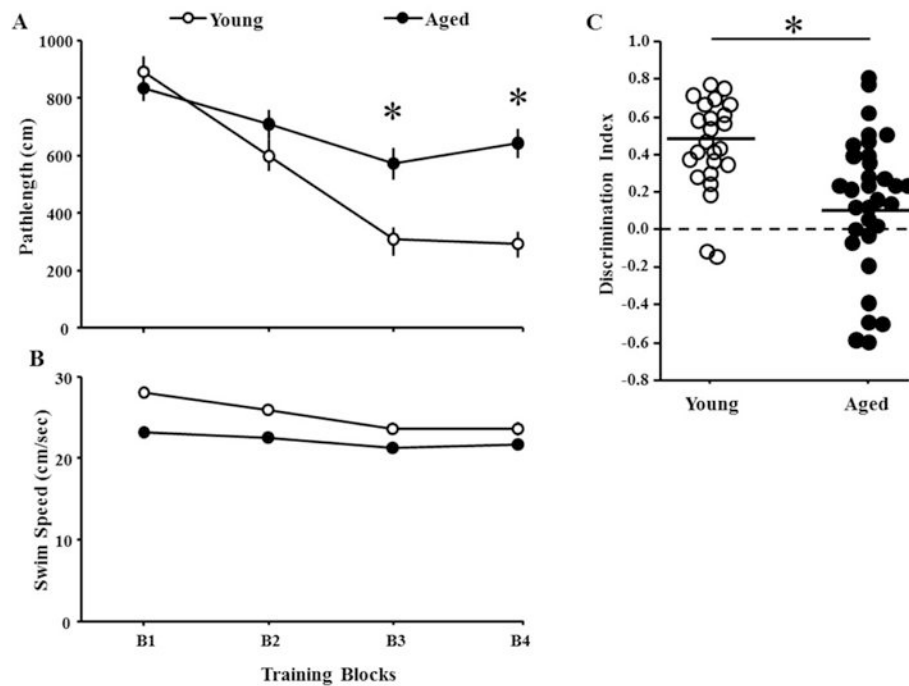 A
Young
Aged
Pathlength (cm)
1000
800
600
400
200
0
*
*
B
Swim Speed (cm/sec)
30
20
10
0
B1
B2
B3
B4
Training Blocks
C
*
Discrimination Index
1.0
0.8
0.6
0.4
0.2
0.0
-0.2
-0.4
-0.6
-0.8
Young
Aged